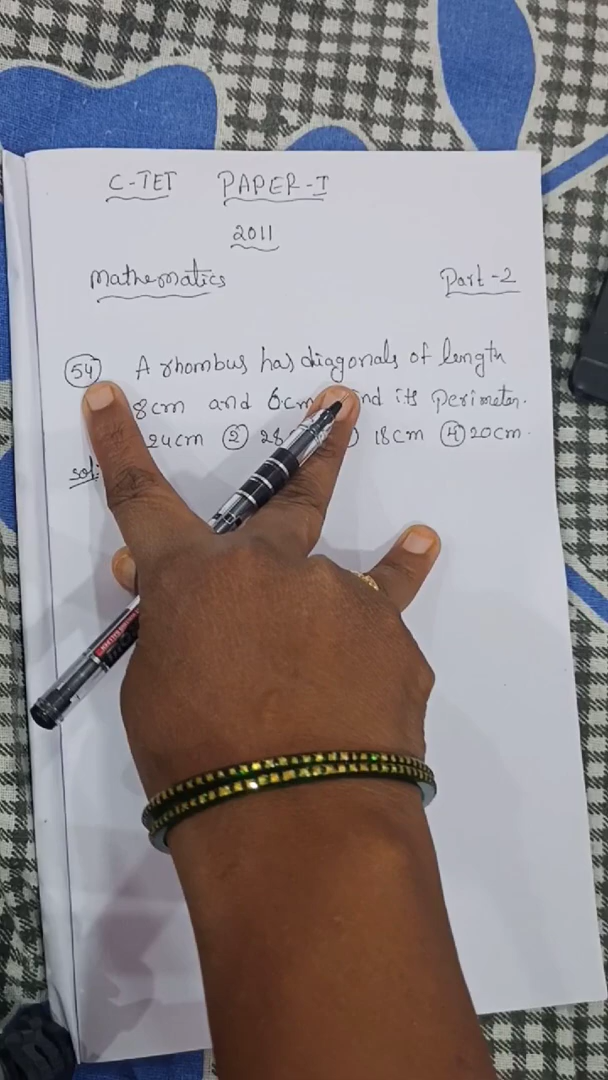 C-TET PAPER-I
2011
Mathematics Part-2
54 A rhombus has diagonals of length
8cm and 6cm its perimeter.
24cm 2 28 18cm 4 20cm.
sol: